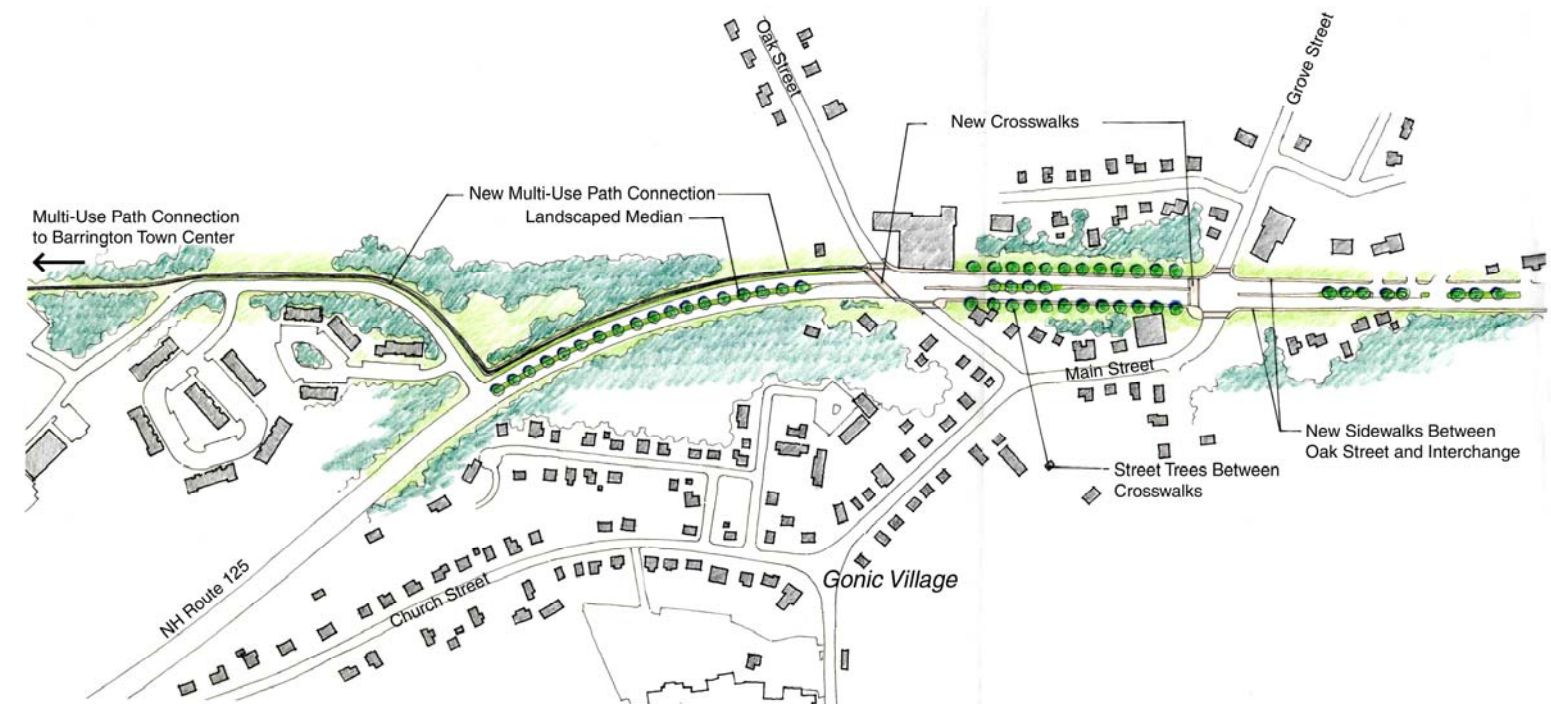 Oak Street
Grove Street
New Crosswalks
New Multi-Use Path Connection
Landscaped Median
Multi-Use Path Connection
to Barrington Town Center
Main Street
New Sidewalks Between
Oak Street and Interchange
Street Trees Between
Crosswalks
NH Route 125
Church Street
Gonic Village